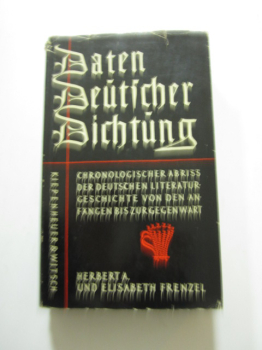 Daten
Deutscher
Dichtung
CHRONOLOGISCHER ABRISS
DER DEUTSCHEN LITERATUR-
GESCHICHTE VON DEN AN-
FÄNGEN BIS ZUR GEGENWART
HERBERT A.
UND ELISABETH FRENZEL
KIEPENHEUER & WITSCH